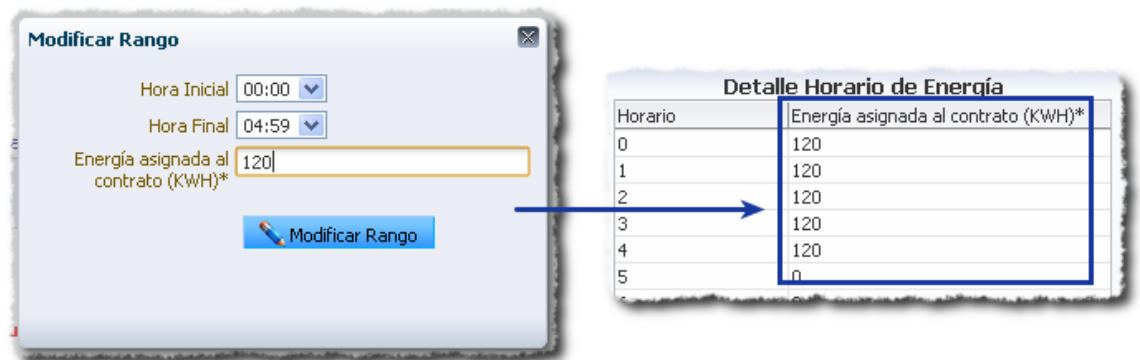 Modificar Rango
Hora Inicial 00:00
Hora Final 04:59
Energía asignada al
contrato (KWH)* 120
Modificar Rango
Detalle Horario de Energía
Horario Energía asignada al contrato (KWH)*
0 120
1 120
2 120
3 120
4 120
5 0